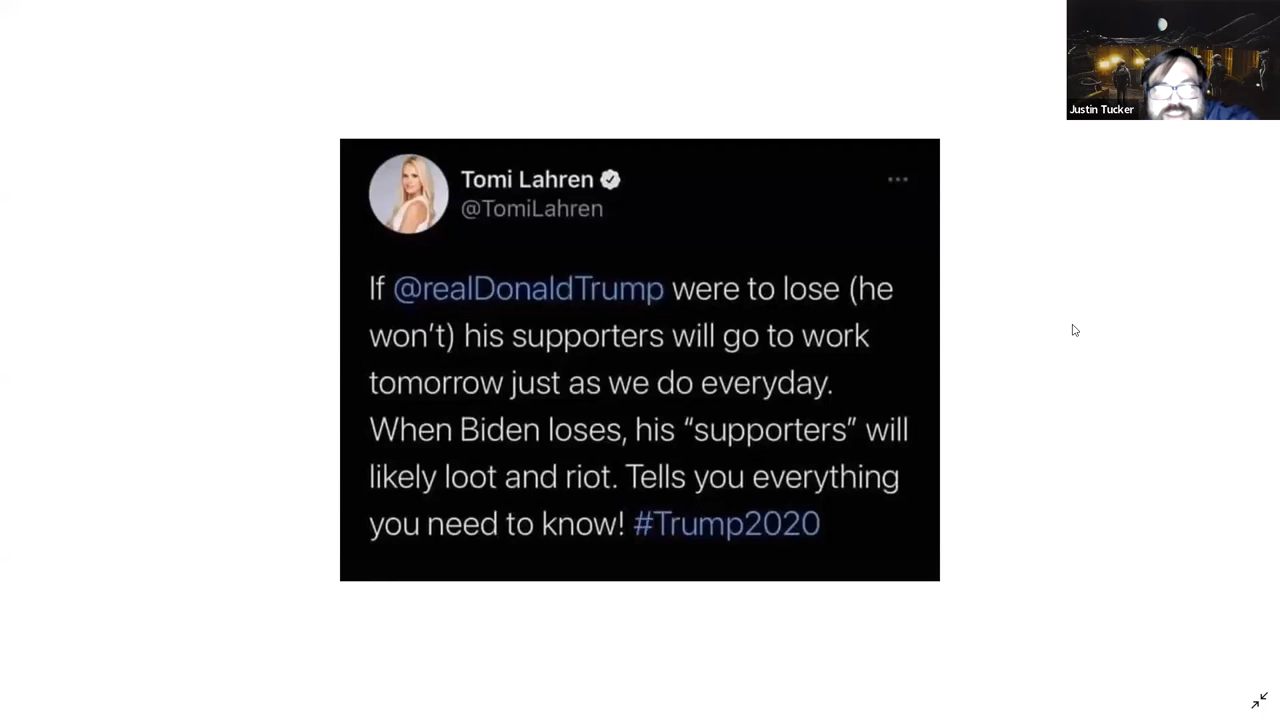 Justin Tucker
Tomi Lahren
@TomiLahren
If @realDonaldTrump were to lose (he
won’t) his supporters will go to work
tomorrow just as we do everyday.
When Biden loses, his “supporters” will
likely loot and riot. Tells you everything
you need to know! #Trump2020